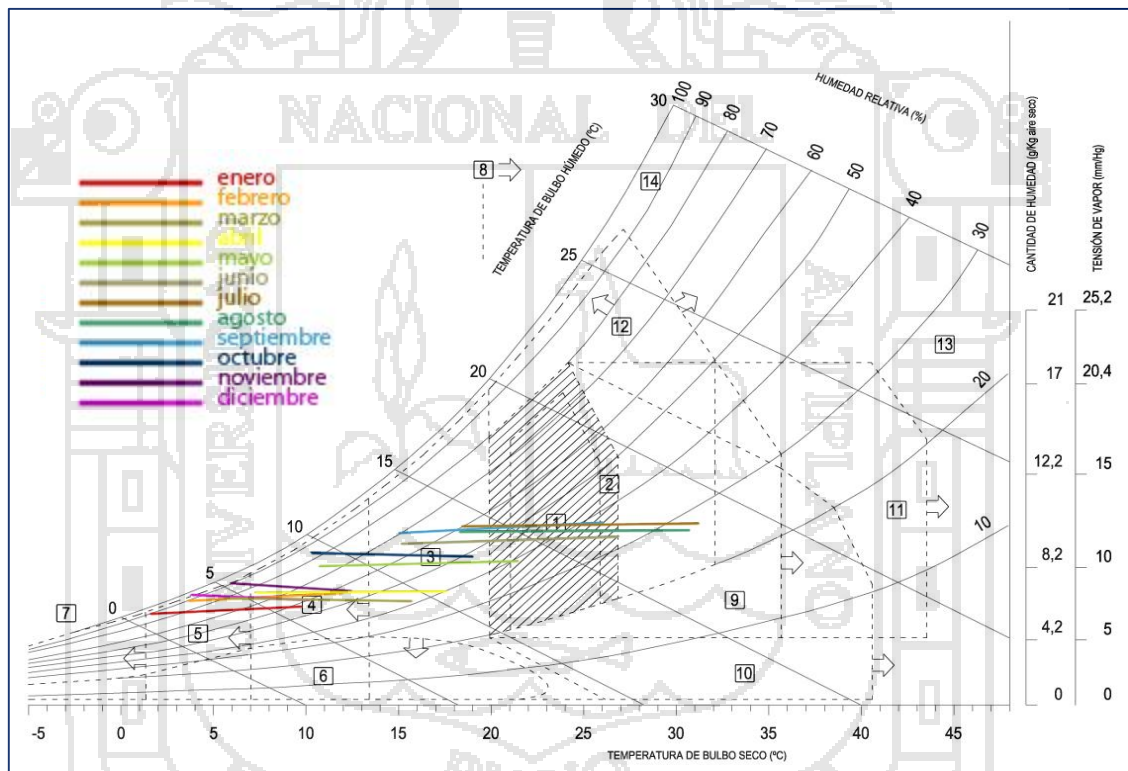 NACIONAL DEL
HUMEDAD RELATIVA (%)
30 100 90 80 70 60 50 40 30
TEMPERATURA DE BULBO HÚMEDO (ºC)
CANTIDAD DE HUMEDAD (g/Kg aire seco)
TENSIÓN DE VAPOR (mm/Hg)
enero
febrero
marzo
abril
mayo
junio
julio
agosto
septiembre
octubre
noviembre
diciembre
8
14
25
12
13
21 25,2
20
20
17 20,4
15
2
12,2 15
10
1
11
10
3
8,2 10
5
9
7
0
4
5
4,2 5
6
10
0 0
-5 0 5 10 15 20 25 30 35 40 45
TEMPERATURA DE BULBO SECO (ºC)